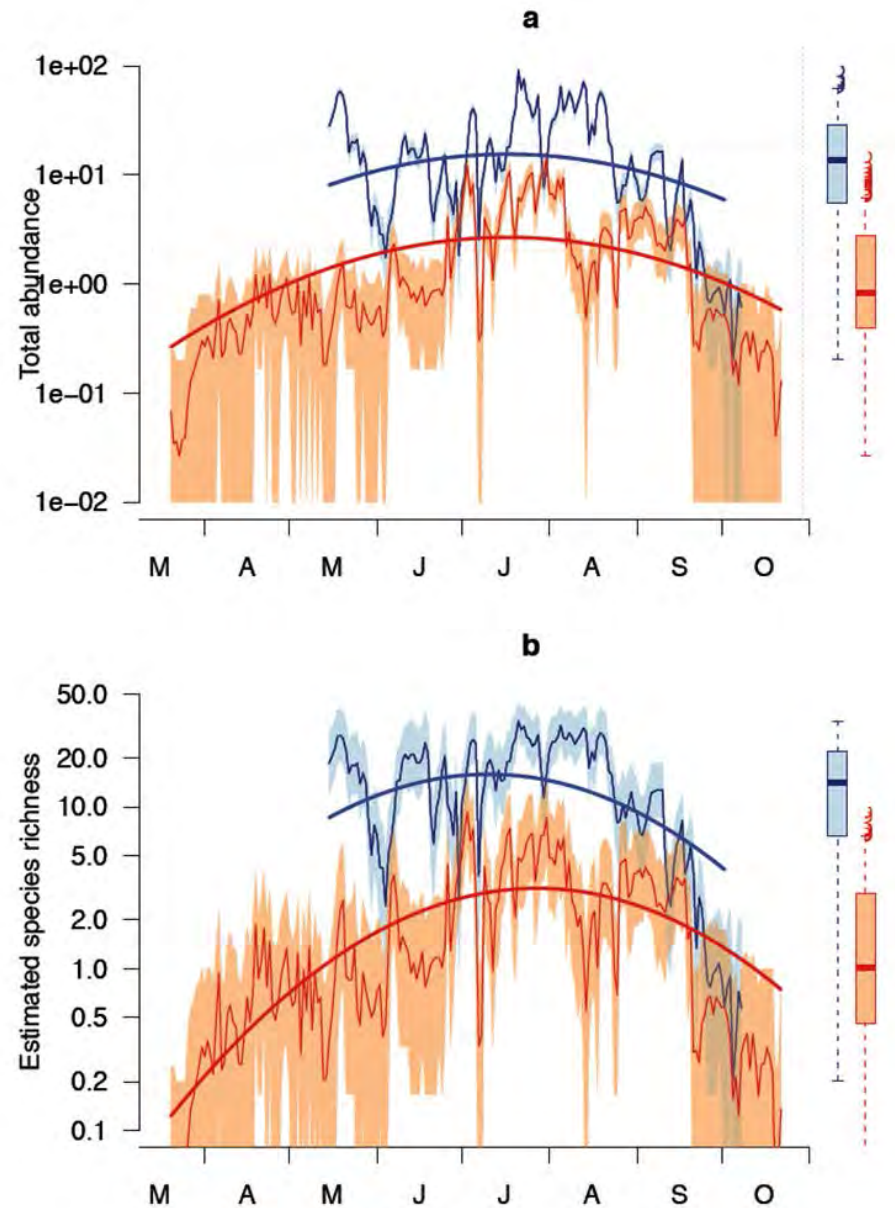 a
Total abundance
1e+02
1e+01
1e+00
1e−01
1e−02
M A M J J A S O
b
Estimated species richness
50.0
20.0
10.0
5.0
2.0
1.0
0.5
0.2
0.1
M A M J J A S O